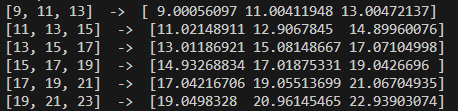 [9, 11, 13]  ->  [ 9.00056097 11.00411948 13.00472137]
[11, 13, 15]  ->  [11.02148911 12.9067845  14.89960076]
[13, 15, 17]  ->  [13.01186921 15.08148667 17.07104998]
[15, 17, 19]  ->  [14.93268834 17.01875331 19.0426696 ]
[17, 19, 21]  ->  [17.04216706 19.05513699 21.06704935]
[19, 21, 23]  ->  [19.0498328  20.96145465 22.93903074]